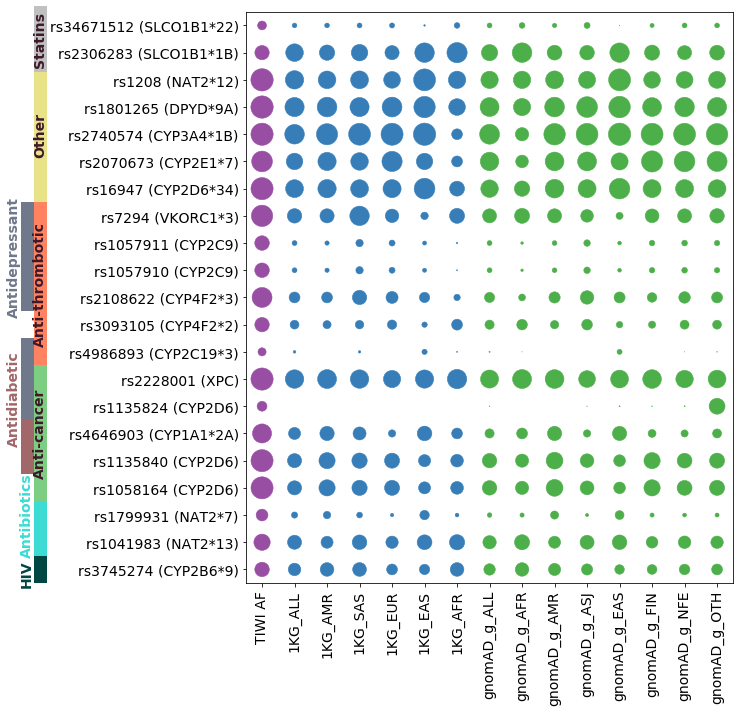 Statins
Other
Anti-thrombotic
Anti-cancer
Antidepressant
Antidiabetic
Antibiotics
HIV
rs34671512 (SLCO1B1*22)
rs2306283 (SLCO1B1*1B)
rs1208 (NAT2*12)
rs1801265 (DPYD*9A)
rs2740574 (CYP3A4*1B)
rs2070673 (CYP2E1*7)
rs16947 (CYP2D6*34)
rs7294 (VKORC1*3)
rs1057911 (CYP2C9)
rs1057910 (CYP2C9)
rs2108622 (CYP4F2*3)
rs3093105 (CYP4F2*2)
rs4986893 (CYP2C19*3)
rs2228001 (XPC)
rs1135824 (CYP2D6)
rs4646903 (CYP1A1*2A)
rs1135840 (CYP2D6)
rs1058164 (CYP2D6)
rs1799931 (NAT2*7)
rs1041983 (NAT2*13)
rs3745274 (CYP2B6*9)
TIWI AF
1KG_ALL
1KG_AMR
1KG_SAS
1KG_EUR
1KG_EAS
1KG_AFR
gnomAD_g_ALL
gnomAD_g_AFR
gnomAD_g_AMR
gnomAD_g_ASJ
gnomAD_g_EAS
gnomAD_g_FIN
gnomAD_g_NFE
gnomAD_g_OTH